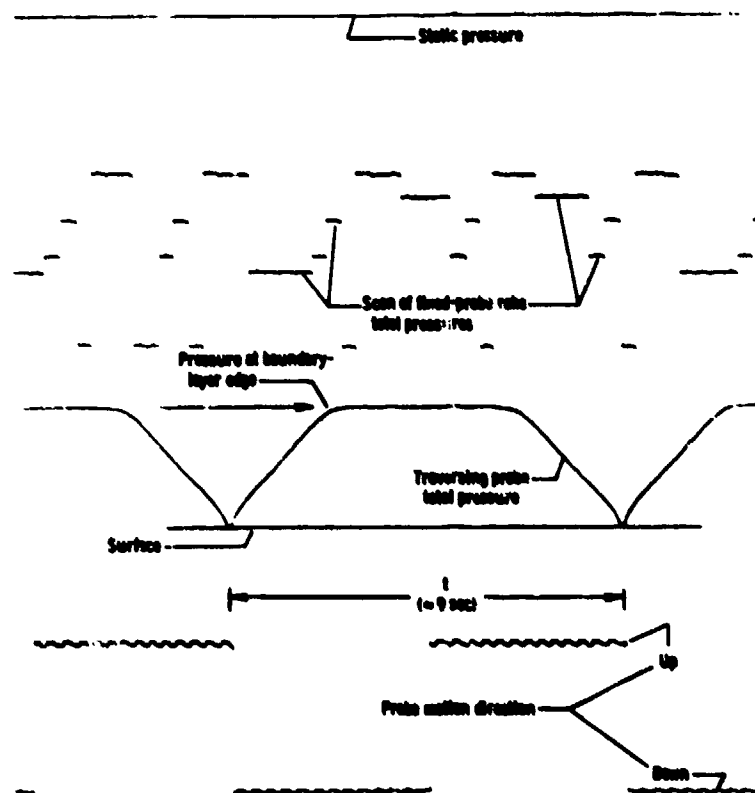 Static pressure
Scan of fixed-probe rake
total pressures
Pressure at boundary-
layer edge
Traversing probe
total pressure
Surface
t
(≈ 9 sec)
Up
Probe motion direction
Down